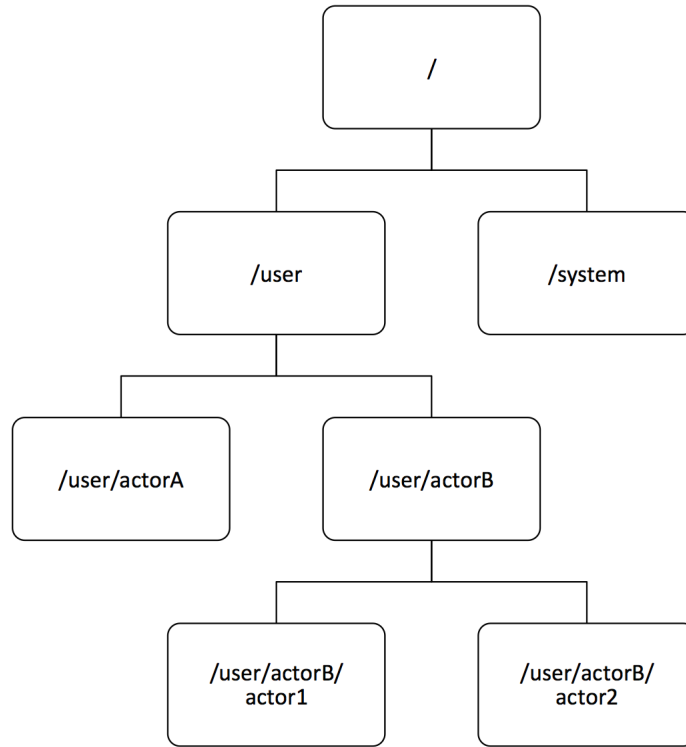 /
/user
/system
/user/actorA
/user/actorB
/user/actorB/
actor1
/user/actorB/
actor2